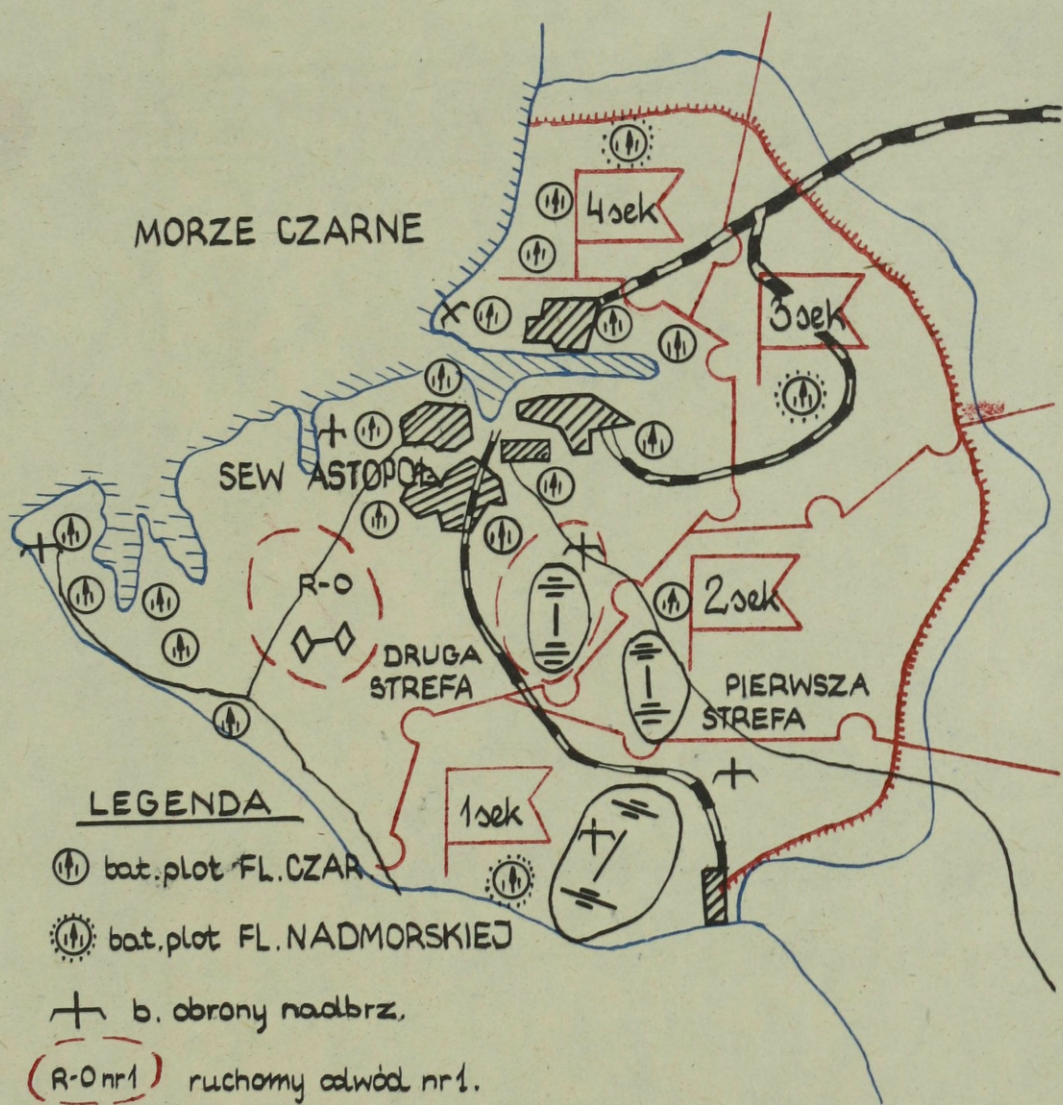 MORZE CZARNE
4sek
3sek
SEW ASTOPOL
R-O
2sek
DRUGA
STREFA
PIERWSZA
STREFA
1sek
LEGENDA
bat.plot FL.CZAR
bat.plot FL.NADMORSKIEJ
b. obrony nadbrz.
R-O nr1 ruchomy odwód nr1.